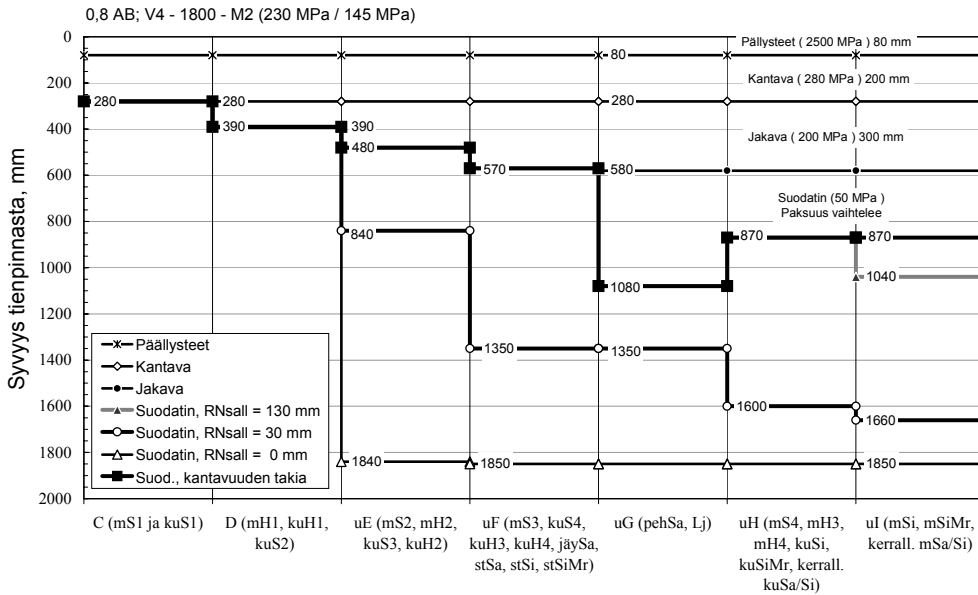 0,8 AB; V4 - 1800 - M2 (230 MPa / 145 MPa)
Syvyys tienpinnasta, mm
0
200
400
600
800
1000
1200
1400
1600
1800
2000
Pällysteet ( 2500 MPa ) 80 mm
80
Kantava ( 280 MPa ) 200 mm
280
280
280
390
390
480
Jakava ( 200 MPa ) 300 mm
570
580
Suodatin (50 MPa )
Paksuus vaihtelee
840
870
870
1080
1040
1350
1350
1600
1660
1840
1850
1850
Päällysteet
Kantava
Jakava
Suodatin, RNsall = 130 mm
Suodatin, RNsall = 30 mm
Suodatin, RNsall = 0 mm
Suod., kantavuuden takia
C (mS1 ja kuS1)
D (mH1, kuH1,
kuS2)
uE (mS2, mH2,
kuS3, kuH2)
uF (mS3, kuS4,
kuH3, kuH4, jäySa,
stSa, stSi, stSiMr)
uG (pehSa, Lj)
uH (mS4, mH3,
mH4, kuSi,
kuSiMr, kerrall.
kuSa/Si)
uI (mSi, mSiMr,
kerrall. mSa/Si)